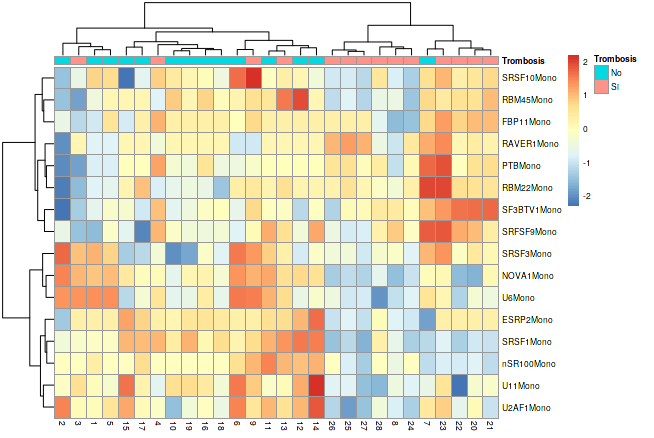 Trombosis
SRSF10Mono
RBM45Mono
FBP11Mono
RAVER1Mono
PTBMono
RBM22Mono
SF3BTV1Mono
SRFSF9Mono
SRSF3Mono
NOVA1Mono
U6Mono
ESRP2Mono
SRSF1Mono
nSR100Mono
U11Mono
U2AF1Mono
2 3 1 5 15 17 4 10 19 16 18 6 9 11 13 12 14 26 25 27 28 8 24 7 23 22 20 21
2
1
0
-1
-2
Trombosis
No
SI